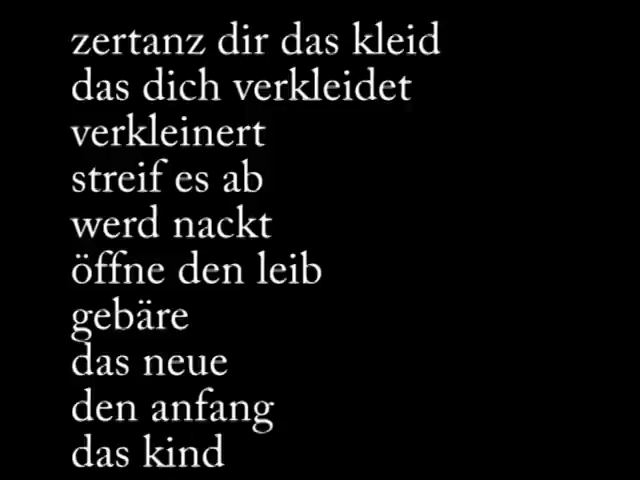 zertanz dir das kleid
das dich verkleidet
verkleinert
streif es ab
werd nackt
öffne den leib
gebäre
das neue
den anfang
das kind